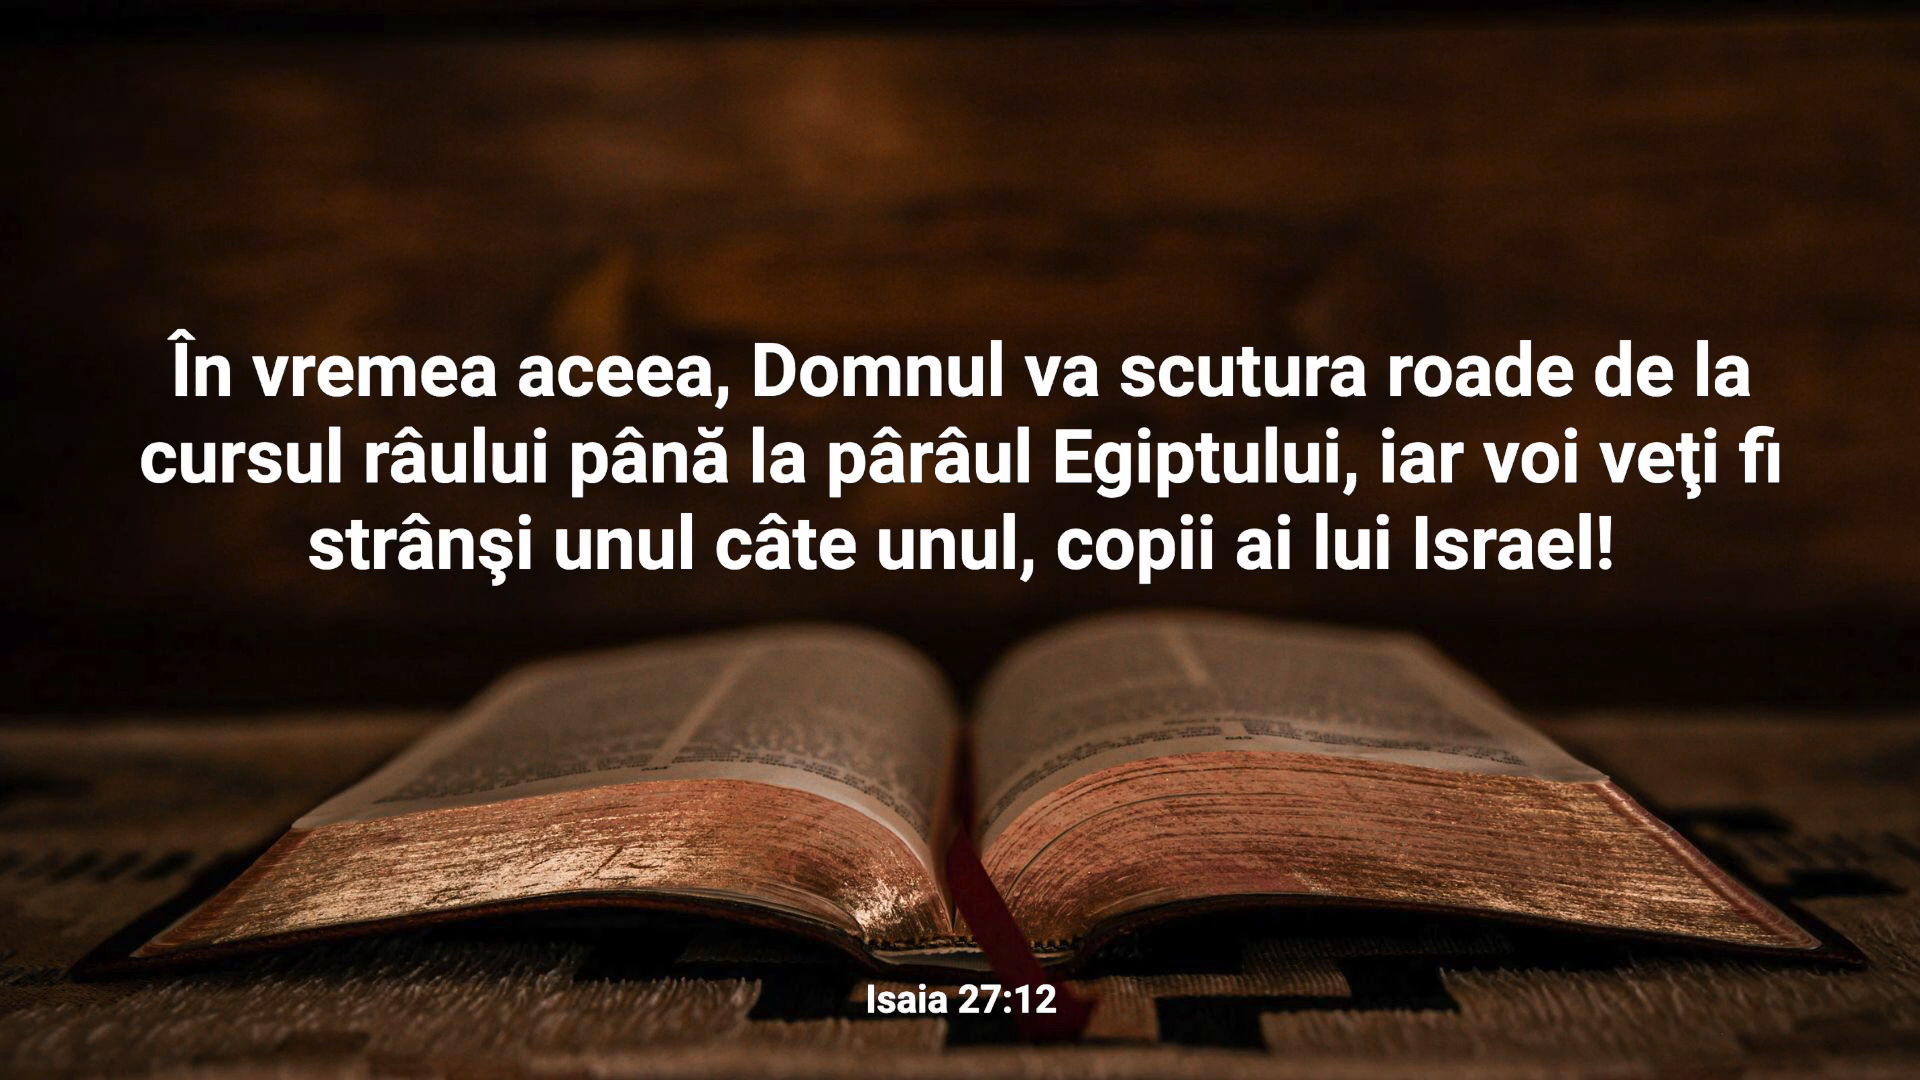 În vremea aceea, Domnul va scutura roade de la
cursul râului până la pârâul Egiptului, iar voi veţi fi
strânşi unul câte unul, copii ai lui Israel!
Isaia 27:12